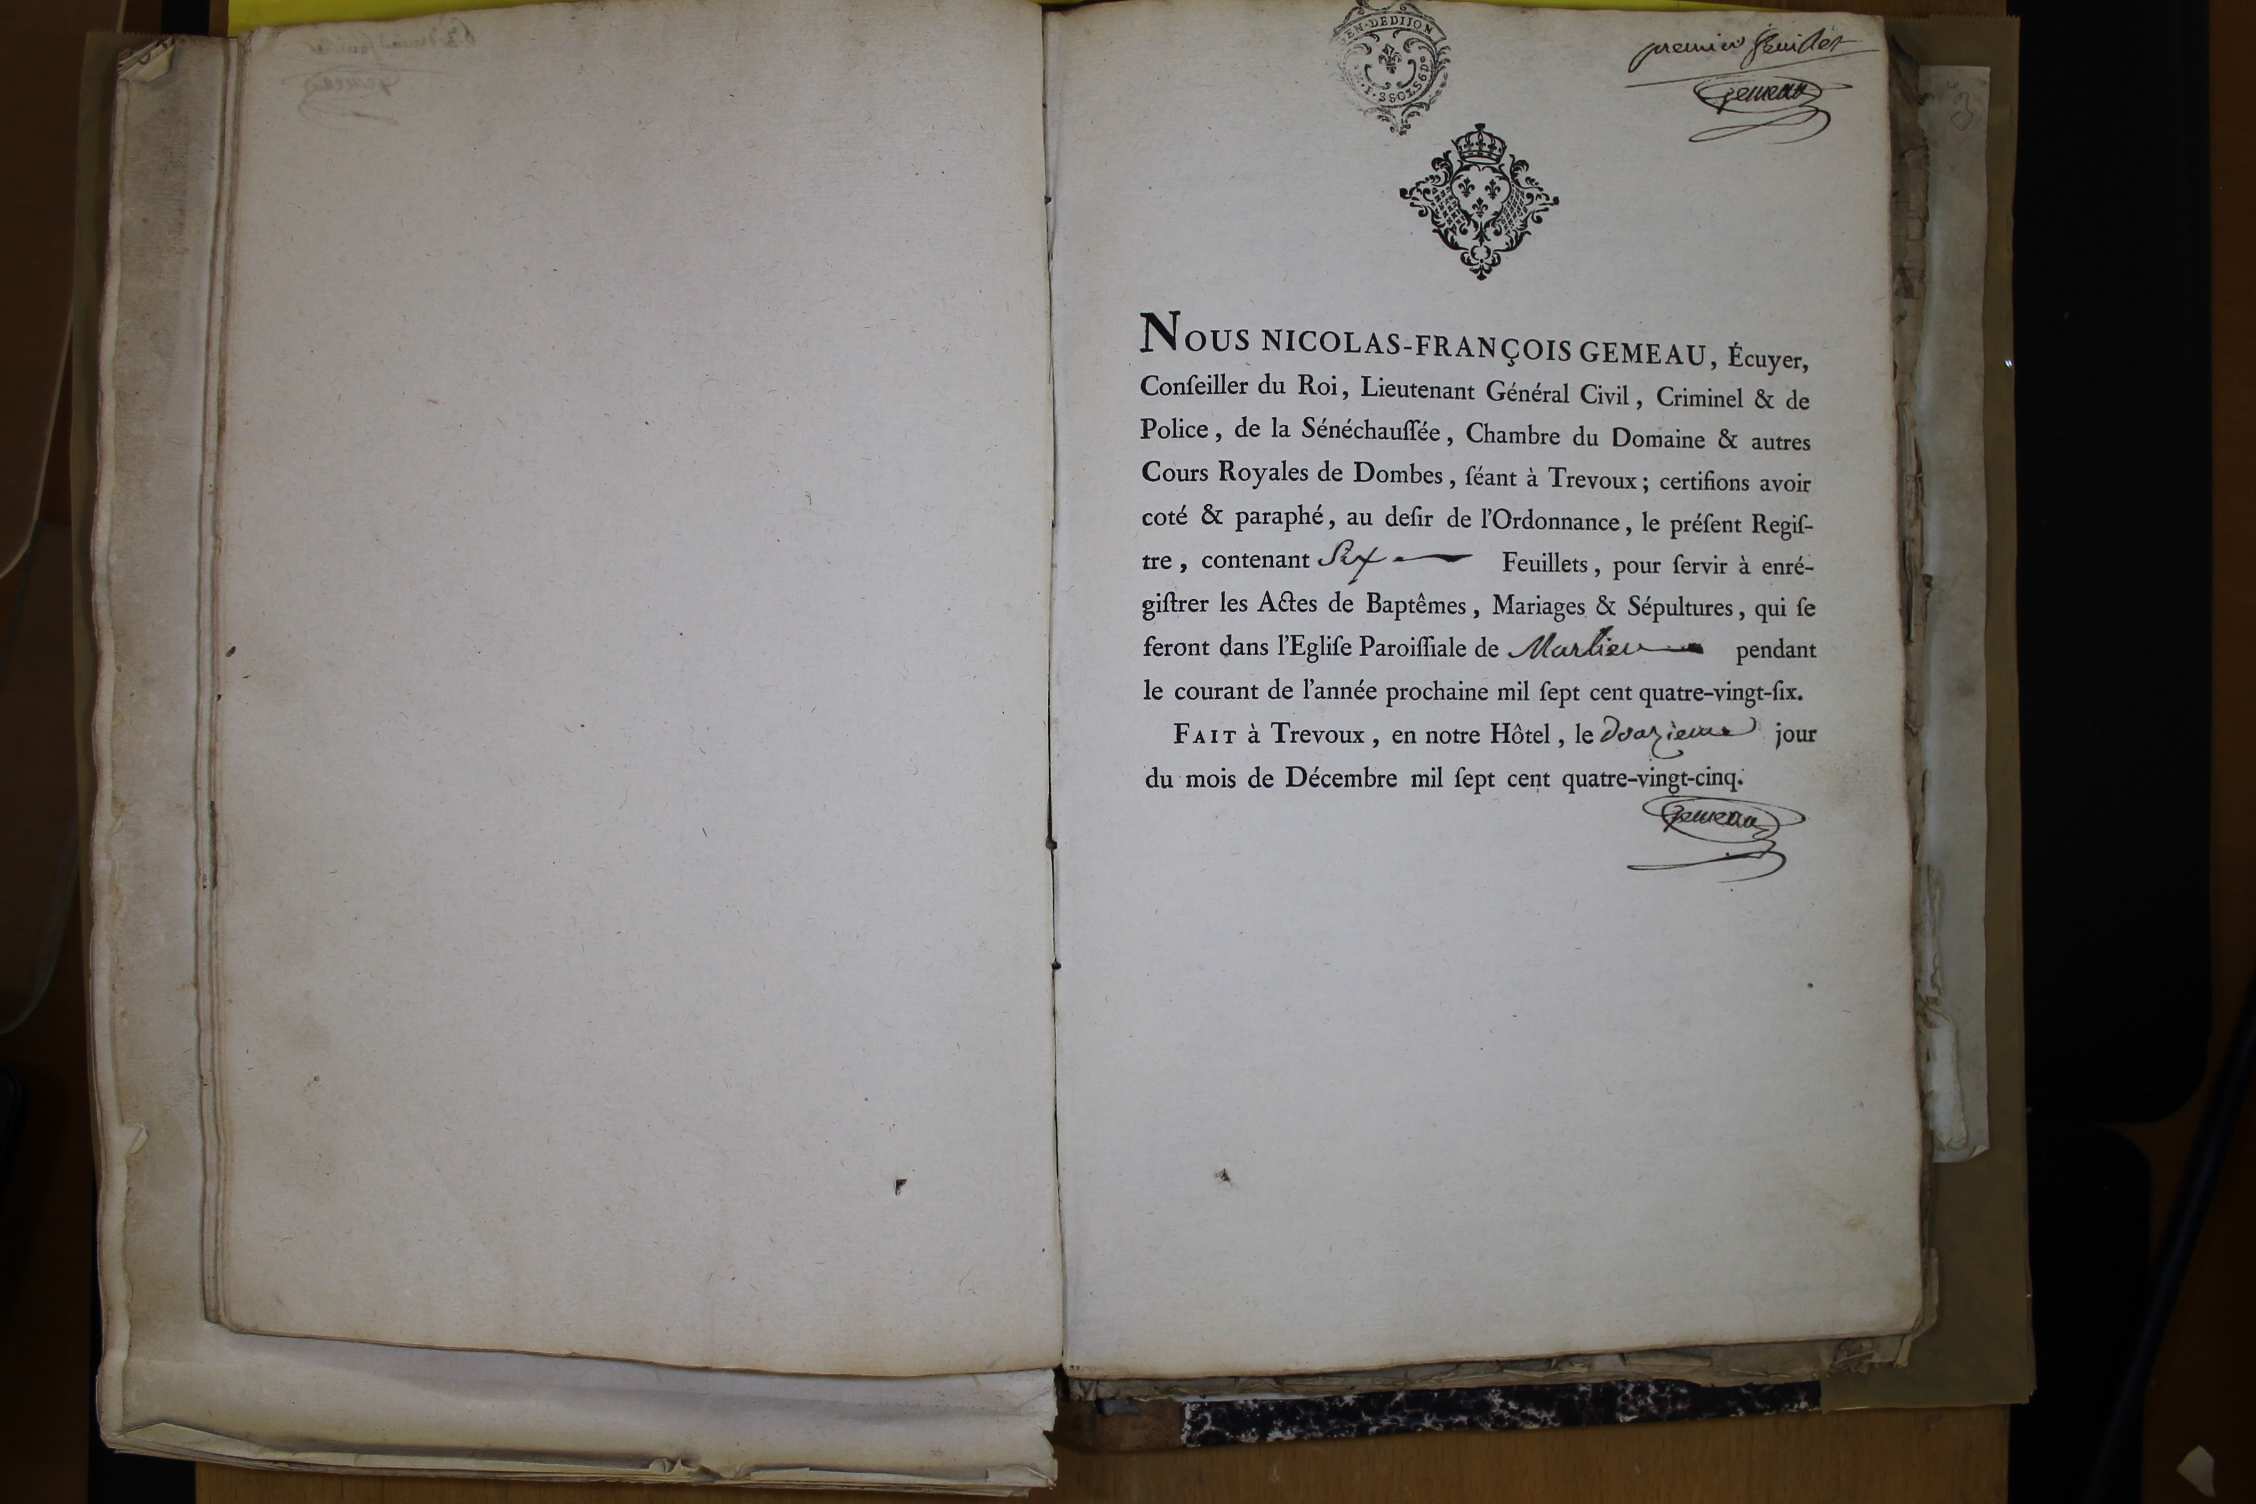 premier feuillet
gemeau
NOUS NICOLAS-FRANÇOIS GEMEAU, Écuyer,
Conſeiller du Roi, Lieutenant Général Civil, Criminel & de
Police, de la Sénéchauſſée, Chambre du Domaine & autres
Cours Royales de Dombes, ſéant à Trevoux; certifions avoir
coté & paraphé, au deſir de l'Ordonnance, le préſent Regiſ-
tre, contenant Six Feuillets, pour ſervir à enré-
giſtrer les Actes de Baptêmes, Mariages & Sépultures, qui ſe
feront dans l'Egliſe Paroiſſiale de Marlieu pendant
le courant de l'année prochaine mil ſept cent quatre-vingt-ſix.
FAIT à Trevoux, en notre Hôtel, le douzieme jour
du mois de Décembre mil ſept cent quatre-vingt-cinq.
gemeau